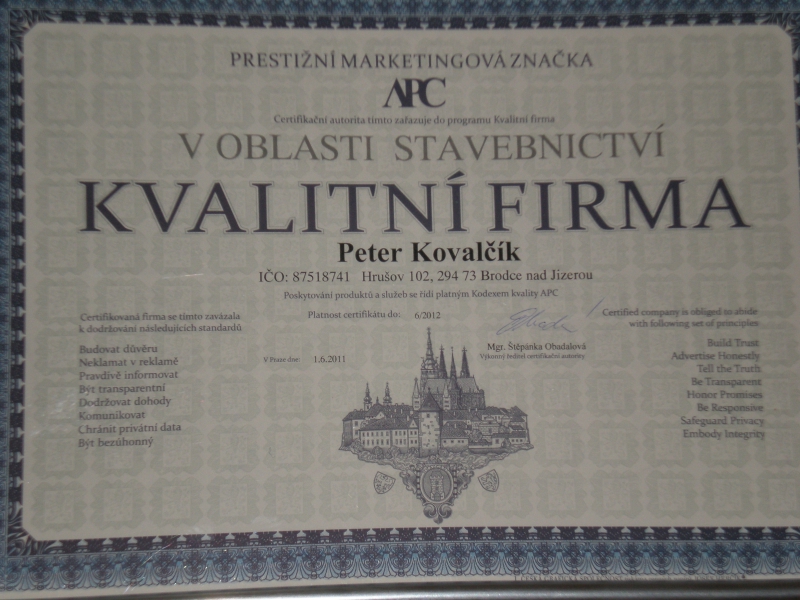 PRESTIŽNÍ MARKETINGOVÁ ZNAČKA
APC
Certifikační autorita tímto zařazuje do programu Kvalitní firma
V OBLASTI STAVEBNICTVÍ
KVALITNÍ FIRMA
Peter Kovalčík
IČO: 87518741 Hrušov 102, 294 73 Brodce nad Jizerou
Poskytování produktů a služeb se řídí platným Kodexem kvality APC
Platnost certifikátu do: 6/2012
Certifikovaná firma se tímto zavázala
k dodržování následujících standardů
Budovat důvěru
Neklamat v reklamě
Pravdivě informovat
Být transparentní
Dodržovat dohody
Komunikovat
Chránit privátní data
Být bezúhonný
V Praze dne: 1.6.2011
Mgr. Štěpánka Obadalová
Výkonný ředitel certifikační autority
Certified company is obliged to abide
with following set of principles
Build Trust
Advertise Honestly
Tell the Truth
Be Transparent
Honor Promises
Be Responsive
Safeguard Privacy
Embody Integrity